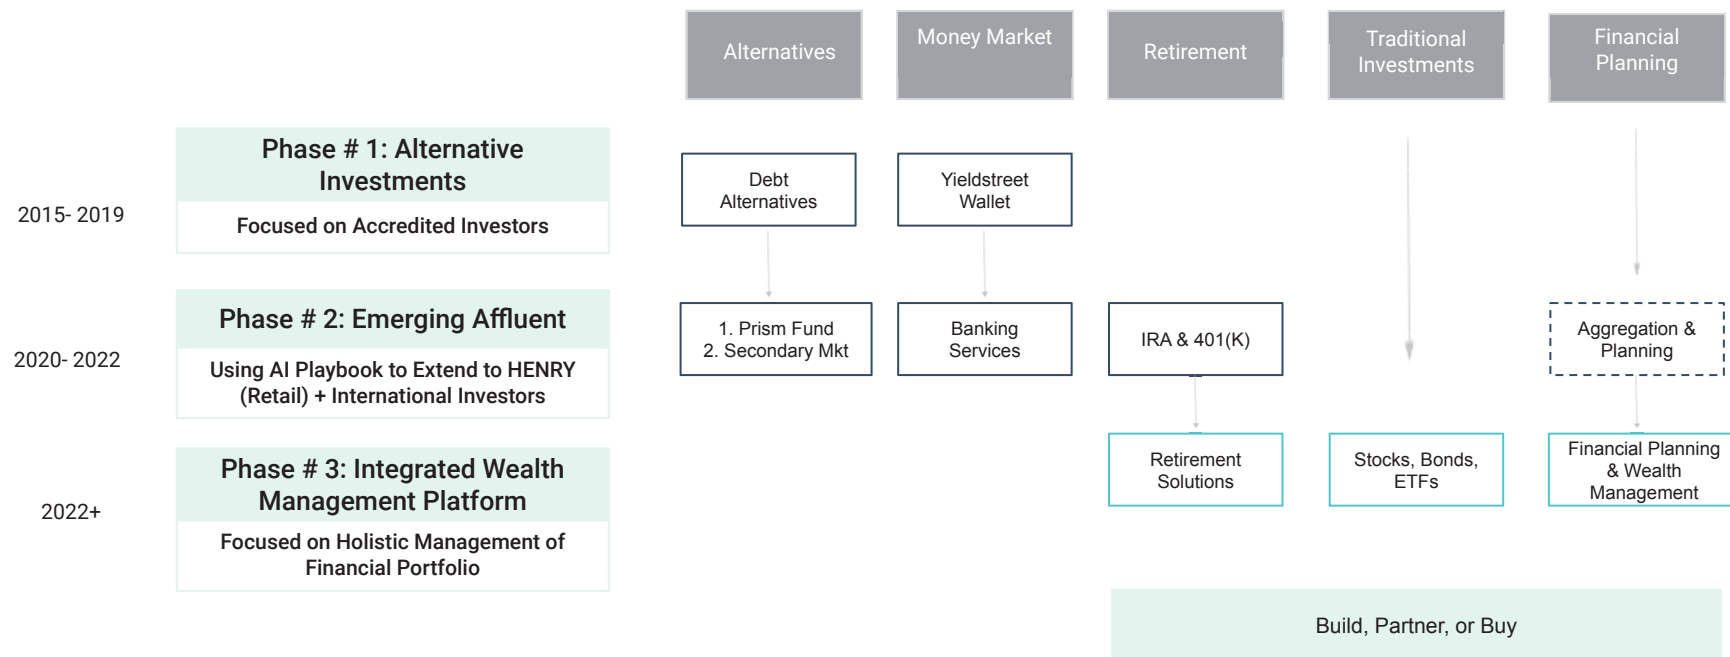 Alternatives
Money Market
Retirement
Traditional
Investments
Financial
Planning
2015- 2019
Phase # 1: Alternative
Investments
Focused on Accredited Investors
Debt
Alternatives
Yieldstreet
Wallet
2020- 2022
Phase # 2: Emerging Affluent
Using AI Playbook to Extend to HENRY
(Retail) + International Investors
1. Prism Fund
2. Secondary Mkt
Banking
Services
IRA & 401(K)
Aggregation &
Planning
2022+
Phase # 3: Integrated Wealth
Management Platform
Focused on Holistic Management of
Financial Portfolio
Retirement
Solutions
Stocks, Bonds,
ETFs
Financial Planning
& Wealth
Management
Build, Partner, or Buy